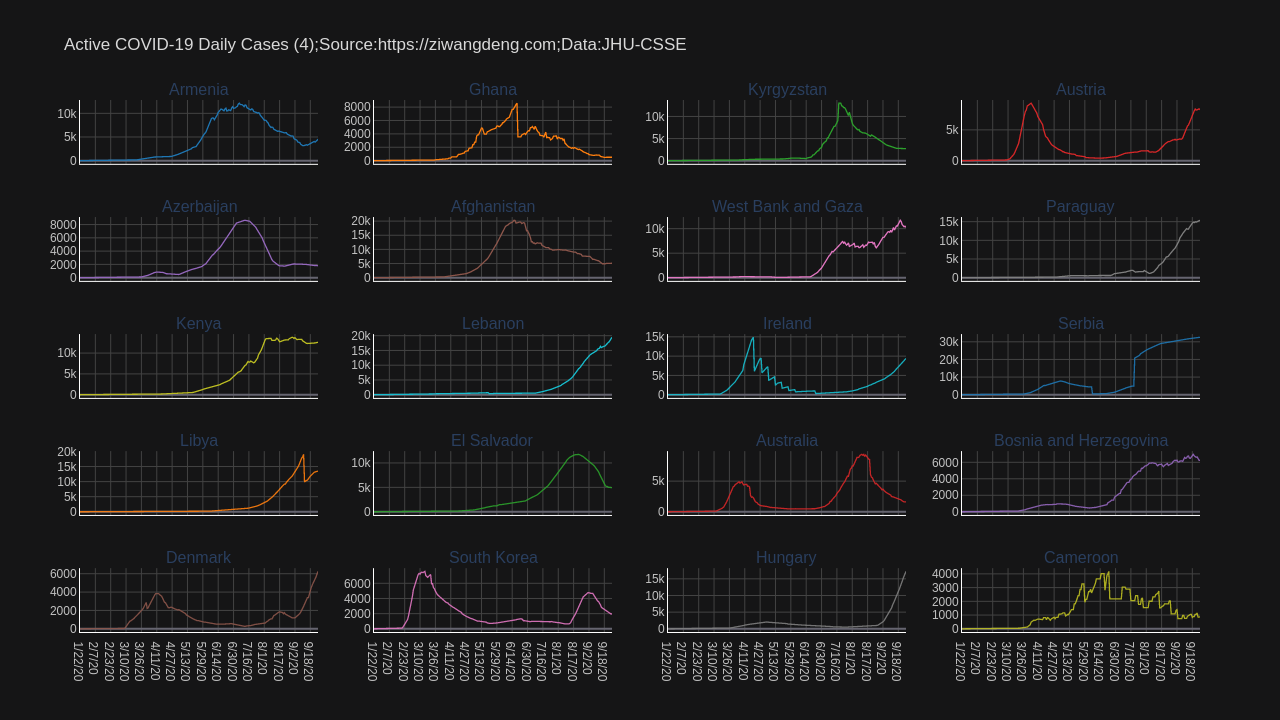 Active COVID-19 Daily Cases (4);Source:https://ziwangdeng.com;Data:JHU-CSSE
Armenia
Ghana
Kyrgyzstan
Austria
10k
5k
0
8000
6000
4000
2000
0
10k
5k
0
5k
0
Azerbaijan
Afghanistan
West Bank and Gaza
Paraguay
8000
6000
4000
2000
0
20k
15k
10k
5k
0
10k
5k
0
15k
10k
5k
0
Kenya
Lebanon
Ireland
Serbia
10k
5k
0
20k
15k
10k
5k
0
15k
10k
5k
0
30k
20k
10k
0
Libya
El Salvador
Australia
Bosnia and Herzegovina
20k
15k
10k
5k
0
10k
5k
0
5k
0
6000
4000
2000
0
Denmark
South Korea
Hungary
Cameroon
6000
4000
2000
0
6000
4000
2000
0
15k
10k
5k
0
4000
3000
2000
1000
0
1/22/20 2/7/20 2/23/20 3/10/20 3/26/20 4/11/20 4/27/20 5/13/20 5/29/20 6/14/20 6/30/20 7/16/20 8/1/20 8/17/20 9/2/20 9/18/20
1/22/20 2/7/20 2/23/20 3/10/20 3/26/20 4/11/20 4/27/20 5/13/20 5/29/20 6/14/20 6/30/20 7/16/20 8/1/20 8/17/20 9/2/20 9/18/20
1/22/20 2/7/20 2/23/20 3/10/20 3/26/20 4/11/20 4/27/20 5/13/20 5/29/20 6/14/20 6/30/20 7/16/20 8/1/20 8/17/20 9/2/20 9/18/20
1/22/20 2/7/20 2/23/20 3/10/20 3/26/20 4/11/20 4/27/20 5/13/20 5/29/20 6/14/20 6/30/20 7/16/20 8/1/20 8/17/20 9/2/20 9/18/20